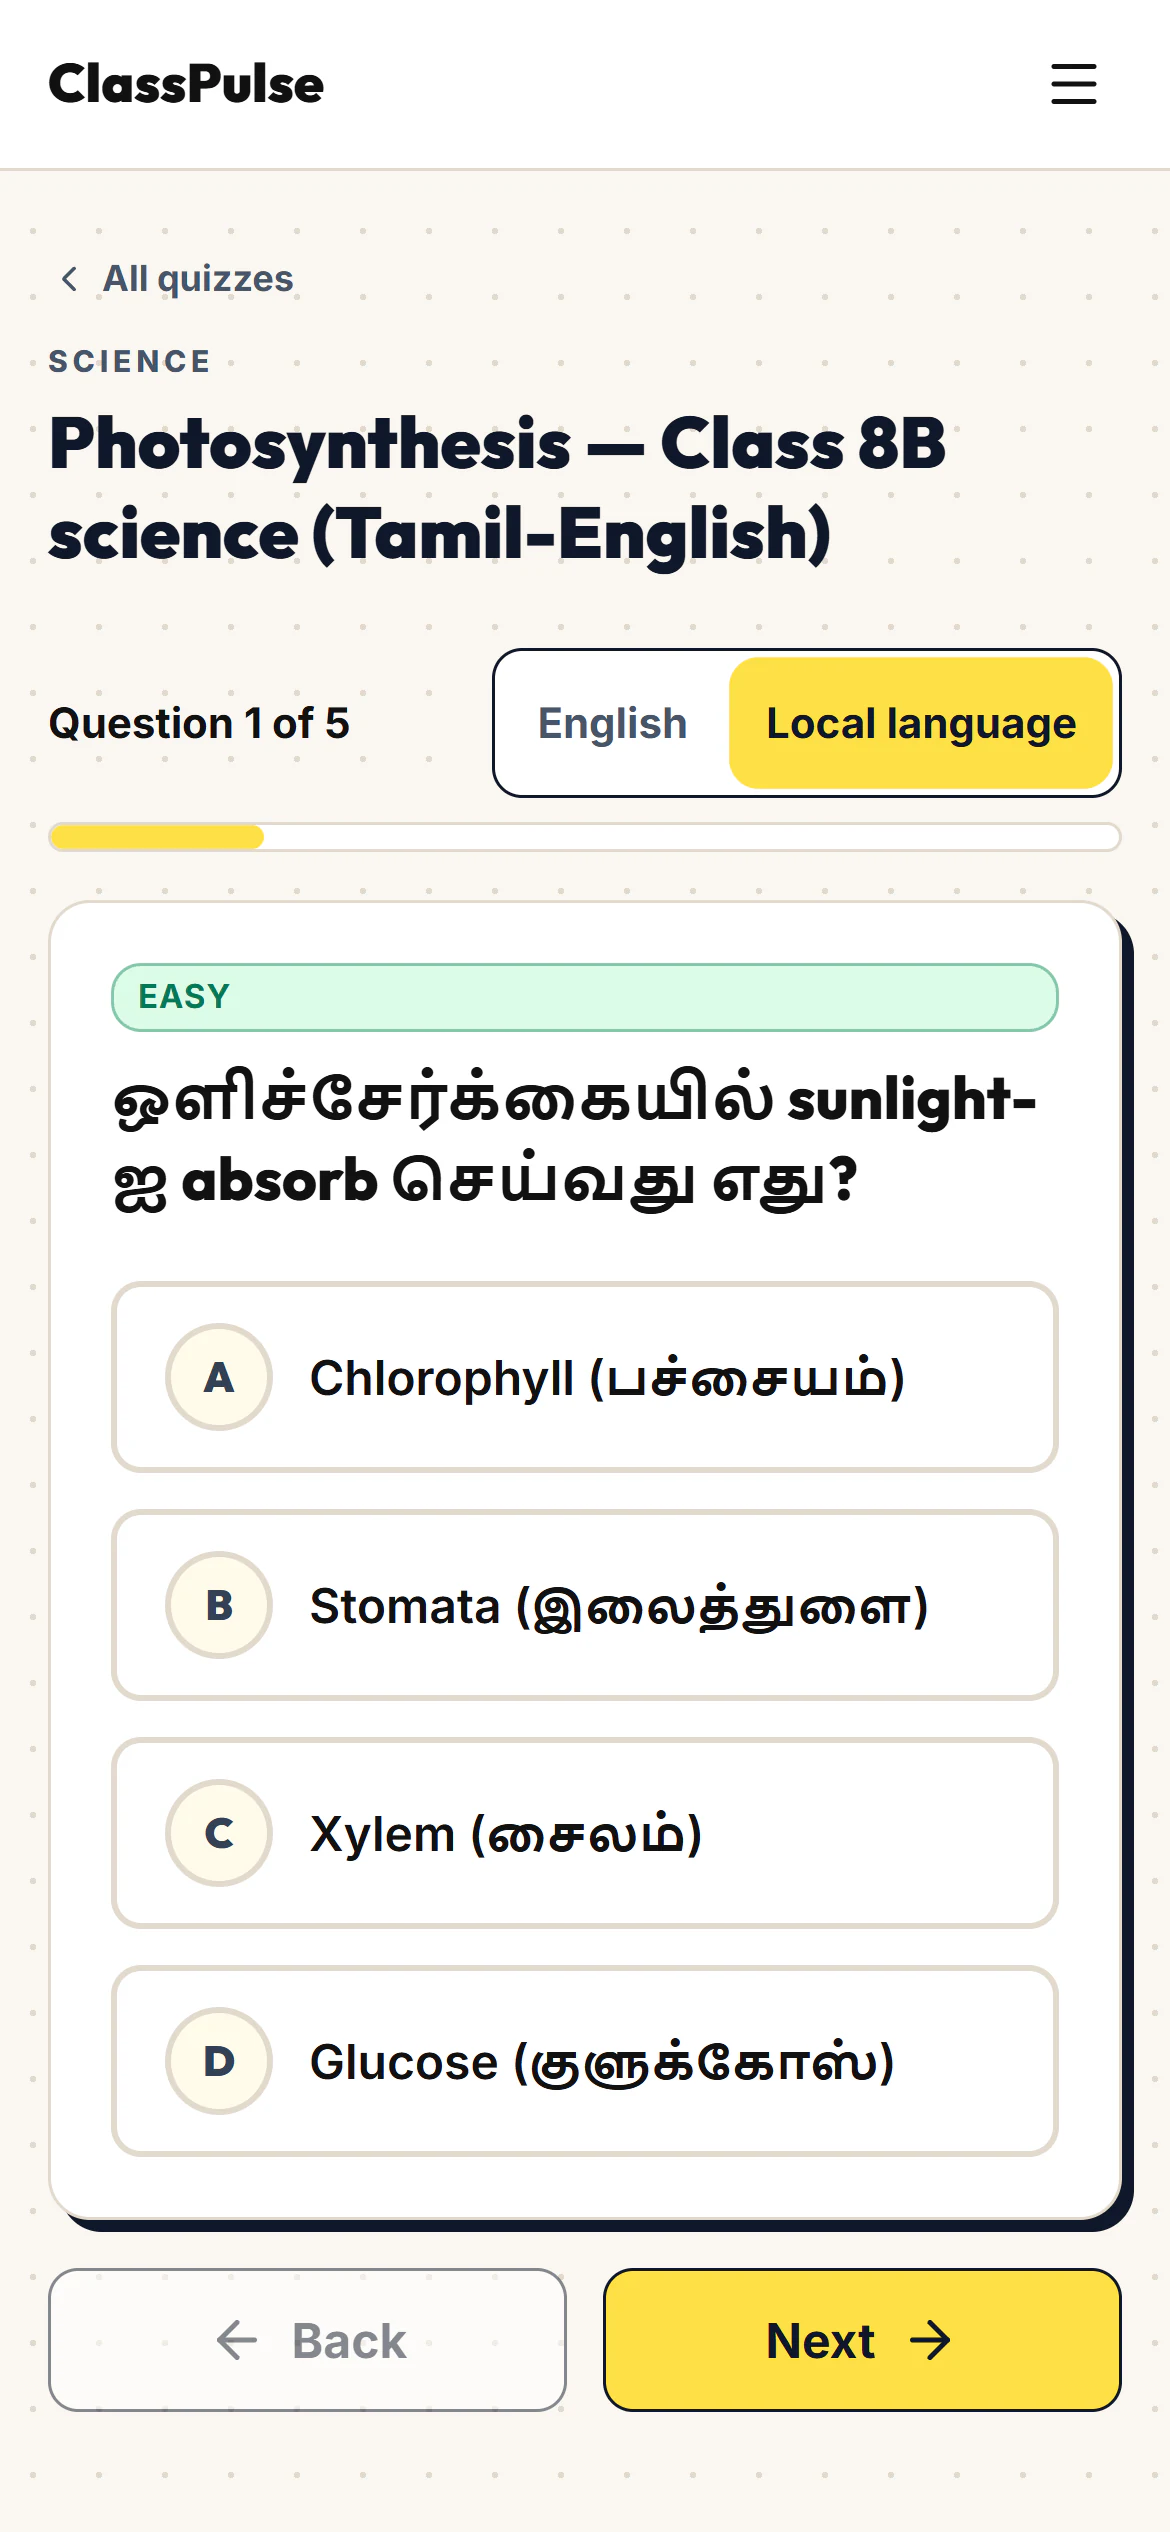 ClassPulse
All quizzes
SCIENCE
Photosynthesis — Class 8B
science (Tamil-English)
Question 1 of 5
English
Local language
EASY
ஒளிச்சேர்க்கையில் sunlight-
ஐ absorb செய்வது எது?
A Chlorophyll (பச்சையம்)
B Stomata (இலைத்துளை)
C Xylem (சைலம்)
D Glucose (குளுக்கோஸ்)
Back
Next